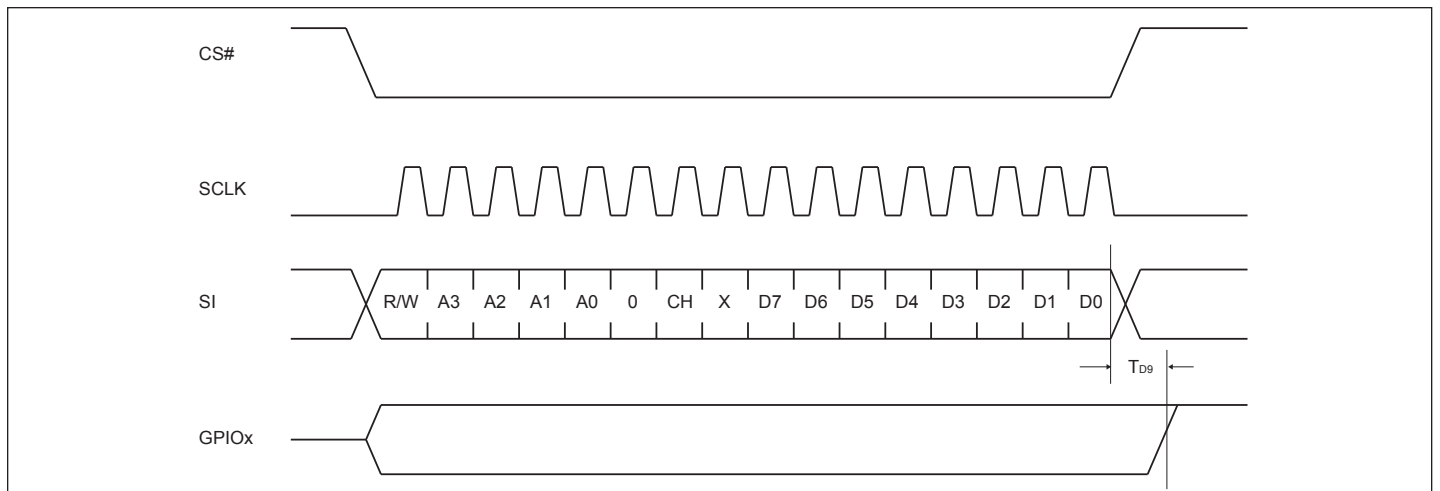 CS#
SCLK
SI R/W A3 A2 A1 A0 0 CH X D7 D6 D5 D4 D3 D2 D1 D0
TD9
GPIOx